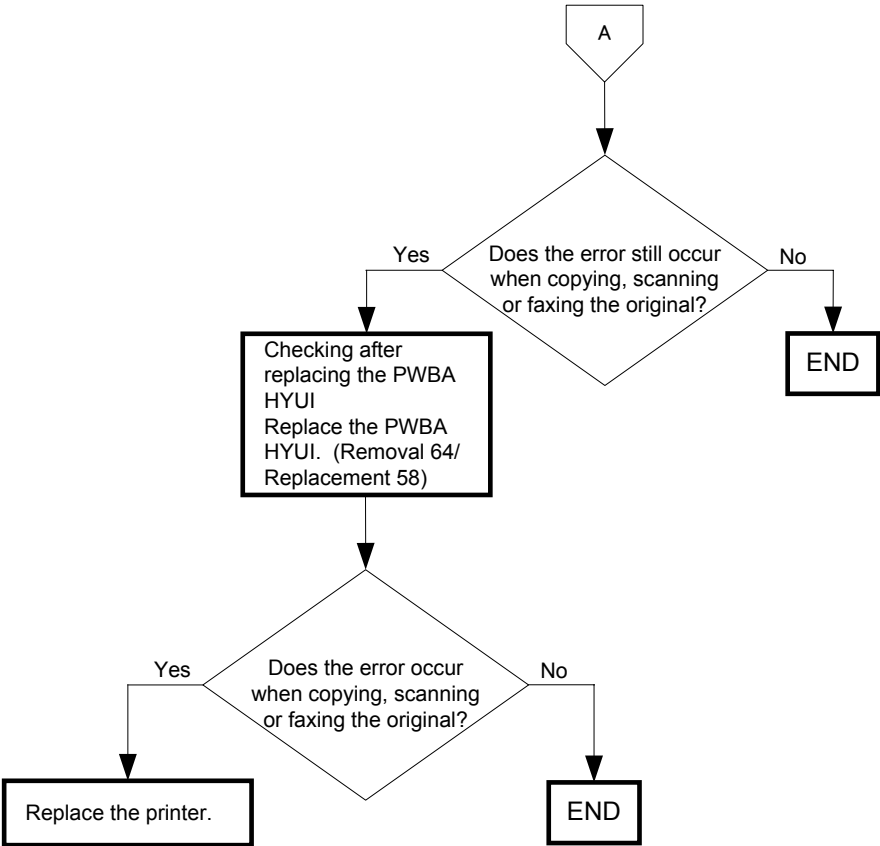 A
Does the error still occur
when copying, scanning
or faxing the original?
Yes
No
Checking after
replacing the PWBA
HYUI
Replace the PWBA
HYUI.  (Removal 64/
Replacement 58)
END
Does the error occur
when copying, scanning
or faxing the original?
Yes
No
Replace the printer.
END